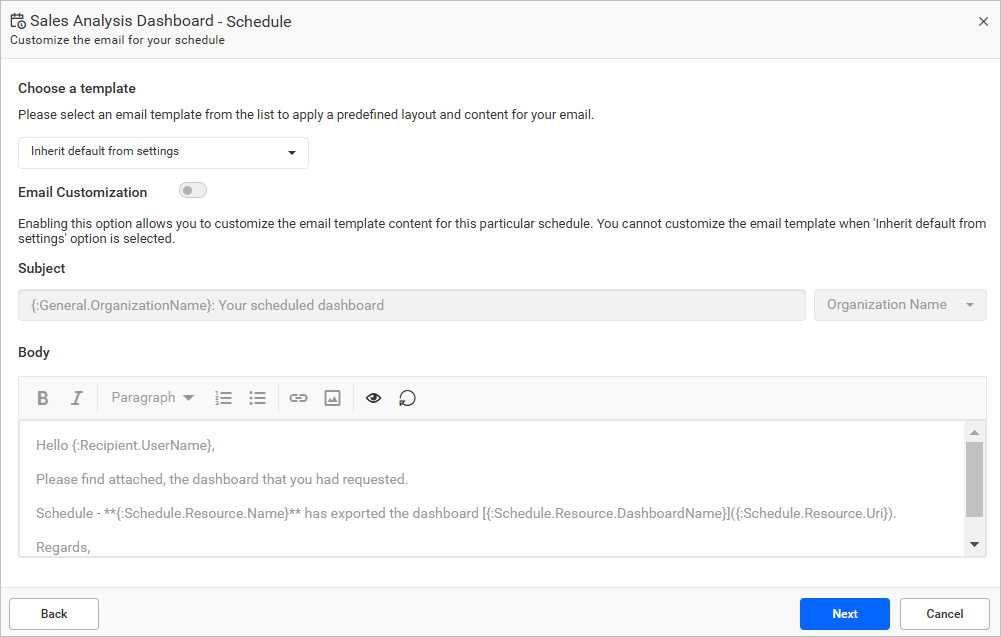 Sales Analysis Dashboard - Schedule
Customize the email for your schedule
Choose a template
Please select an email template from the list to apply a predefined layout and content for your email.
Inherit default from settings
Email Customization
Enabling this option allows you to customize the email template content for this particular schedule. You cannot customize the email template when 'Inherit default from
settings' option is selected.
Subject
{:General.OrganizationName}: Your scheduled dashboard
Organization Name
Body
B I Paragraph
Hello {:Recipient.UserName},
Please find attached, the dashboard that you had requested.
Schedule - **{:Schedule.Resource.Name}** has exported the dashboard [{:Schedule.Resource.DashboardName}]({:Schedule.Resource.Uri}).
Regards,
Back
Next
Cancel